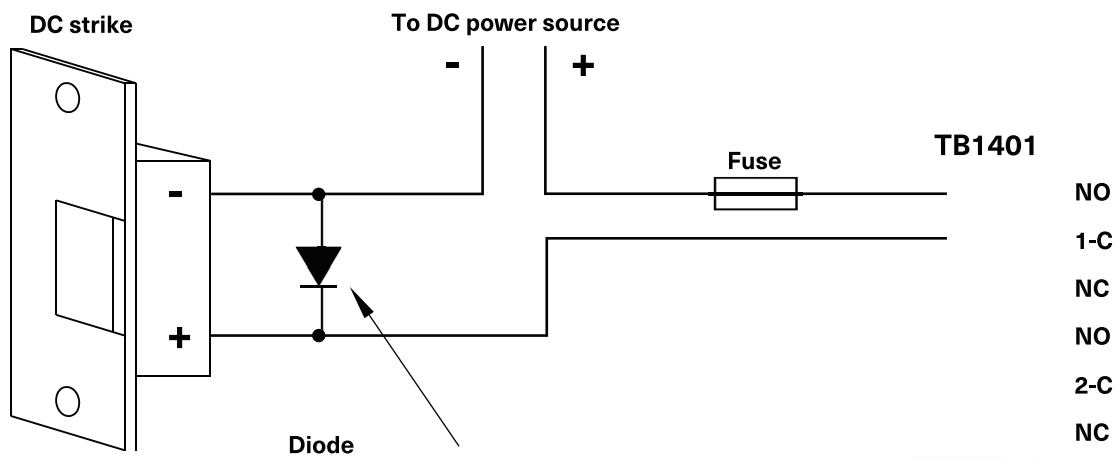 DC strike
To DC power source
-
+
TB1401
Fuse
-
NO
1-C
NC
+
NO
2-C
Diode
NC